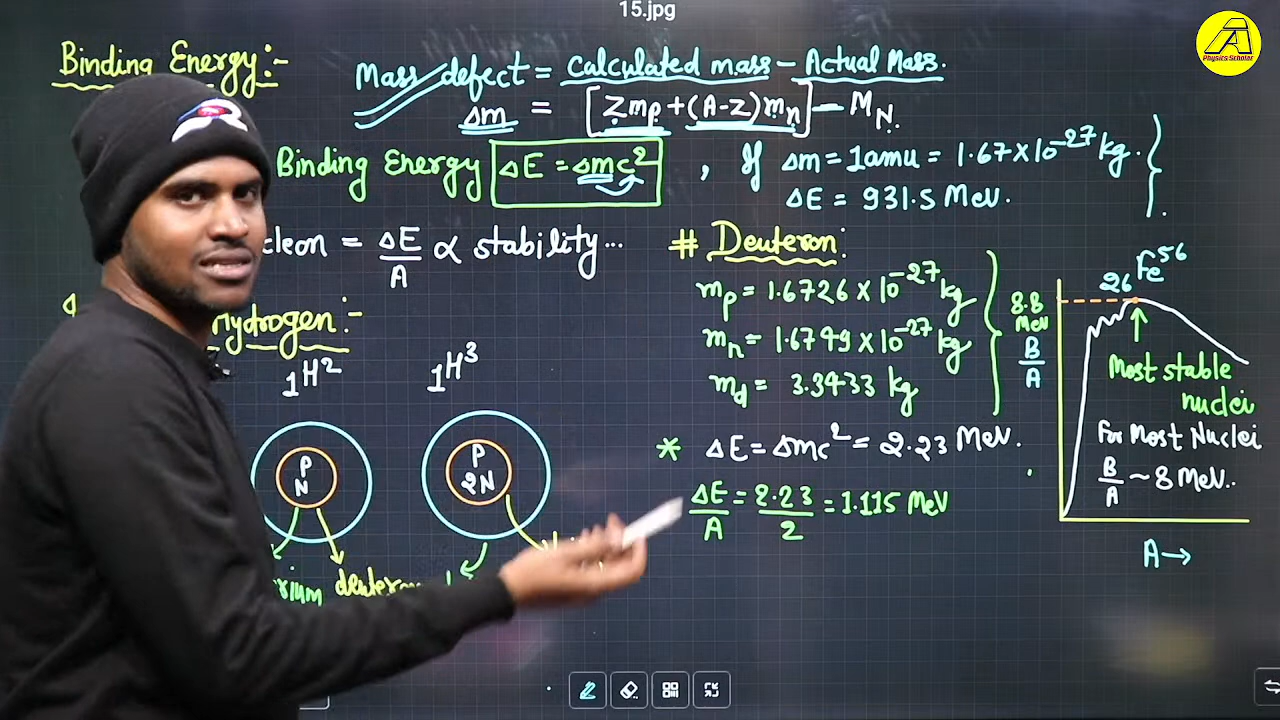 15.jpg
A
Physics Scholar
Binding Energy:-
Mass defect = Calculated mass - Actual Mass.
Δm = [Zmp + (A-Z)mn] - MN.
Binding Energy ΔE = Δmc² , If Δm = 1amu = 1.67×10⁻²⁷ kg.
ΔE = 931.5 MeV.
cleon = ΔE/A ∝ stability...
ydrogen:-
₁H² ₁H³
P
N
P
2N
rium deuter
# Deuteron:
mp = 1.6726 × 10⁻²⁷ kg
mn = 1.6749 × 10⁻²⁷ kg
md = 3.3433 kg
* ΔE = Δmc² = 2.23 MeV.
ΔE/A = 2.23/2 = 1.115 MeV
₂₆Fe⁵⁶
8.8
MeV
B/A
Most stable
nuclei
For Most Nuclei
B/A ~ 8 MeV..
A→